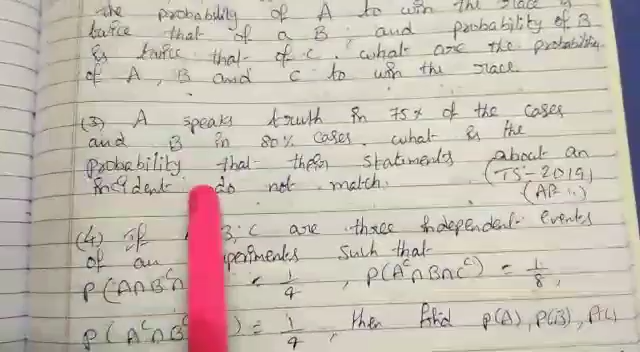 the probability of A to win the race is
twice that of a B, and probability of B
is twice that of C. what are the probability
of A, B and C to win the race.
(3) A speaks truth in 75% of the cases
and B in 80% cases. what is the
probability that their statements about an
incident do not match. (TS-2019)
(AP ..)
(4) If B, C are three independent events
of an such that
P(A∩B^C∩ = 1/4, P(A^C∩B∩C^C) = 1/8,
P(A^C∩B^C ) = 1/4, then find P(A), P(B), P(C)